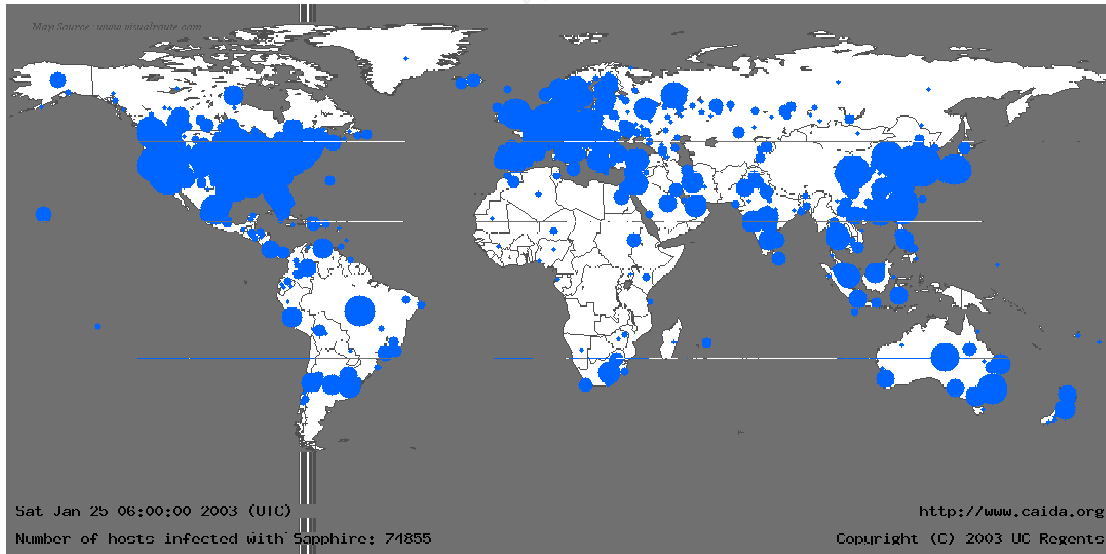 Map Source: www.visualroute.com
Sat Jan 25 06:00:00 2003 (UTC)
http://www.caida.org
Number of hosts infected with Sapphire: 74855
Copyright (C) 2003 UC Regents